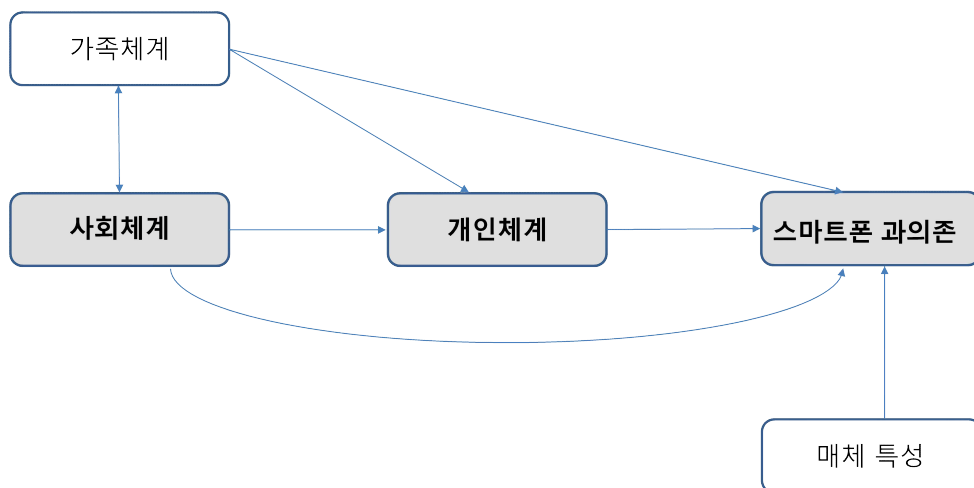 가족체계
사회체계
개인체계
스마트폰 과의존
매체 특성